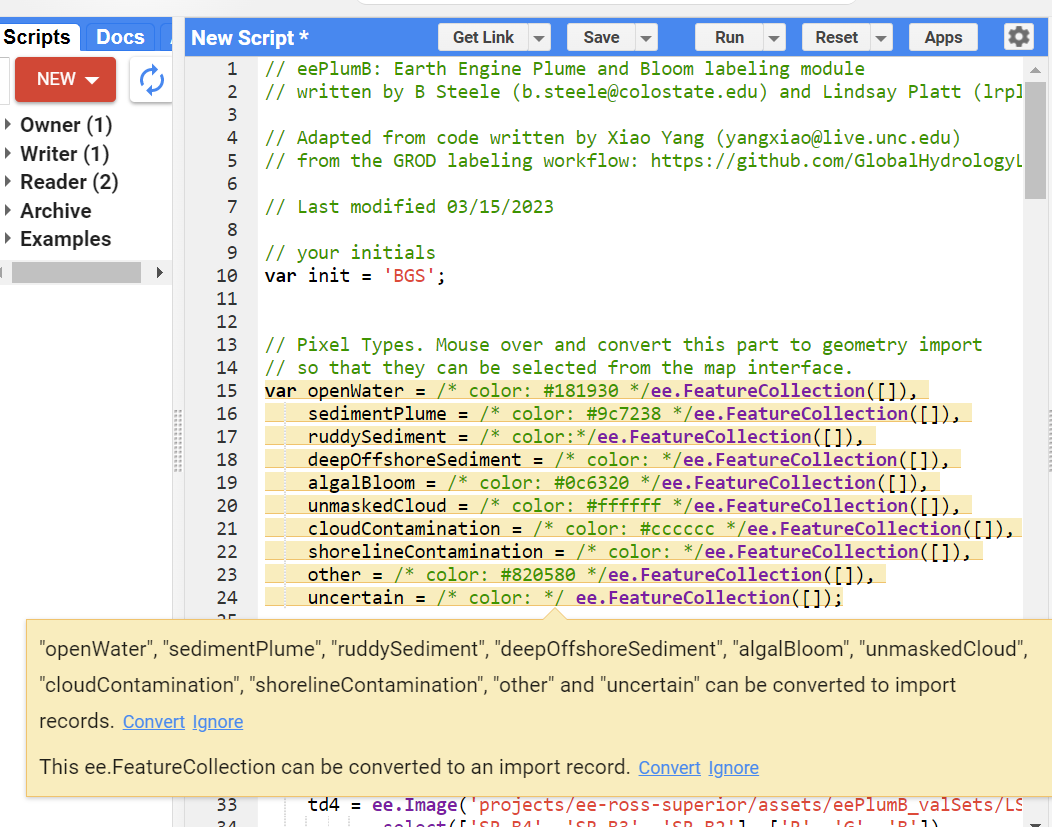 Scripts Docs
New Script * Get Link Save Run Reset Apps
NEW
Owner (1)
Writer (1)
Reader (2)
Archive
Examples
1 // eePlumB: Earth Engine Plume and Bloom labeling module
2 // written by B Steele (b.steele@colostate.edu) and Lindsay Platt (lrpl
3
4 // Adapted from code written by Xiao Yang (yangxiao@live.unc.edu)
5 // from the GROD labeling workflow: https://github.com/GlobalHydrologyL
6
7 // Last modified 03/15/2023
8
9 // your initials
10 var init = 'BGS';
11
12
13 // Pixel Types. Mouse over and convert this part to geometry import
14 // so that they can be selected from the map interface.
15 var openWater = /* color: #181930 */ee.FeatureCollection([]),
16 sedimentPlume = /* color: #9c7238 */ee.FeatureCollection([]),
17 ruddySediment = /* color:*/ee.FeatureCollection([]),
18 deepOffshoreSediment = /* color: */ee.FeatureCollection([]),
19 algalBloom = /* color: #0c6320 */ee.FeatureCollection([]),
20 unmaskedCloud = /* color: #ffffff */ee.FeatureCollection([]),
21 cloudContamination = /* color: #cccccc */ee.FeatureCollection([]),
22 shorelineContamination = /* color: */ee.FeatureCollection([]),
23 other = /* color: #820580 */ee.FeatureCollection([]),
24 uncertain = /* color: */ ee.FeatureCollection([]);
"openWater", "sedimentPlume", "ruddySediment", "deepOffshoreSediment", "algalBloom", "unmaskedCloud",
"cloudContamination", "shorelineContamination", "other" and "uncertain" can be converted to import
records. Convert Ignore
This ee.FeatureCollection can be converted to an import record. Convert Ignore
33 td4 = ee.Image('projects/ee-ross-superior/assets/eePlumB_valSets/LS